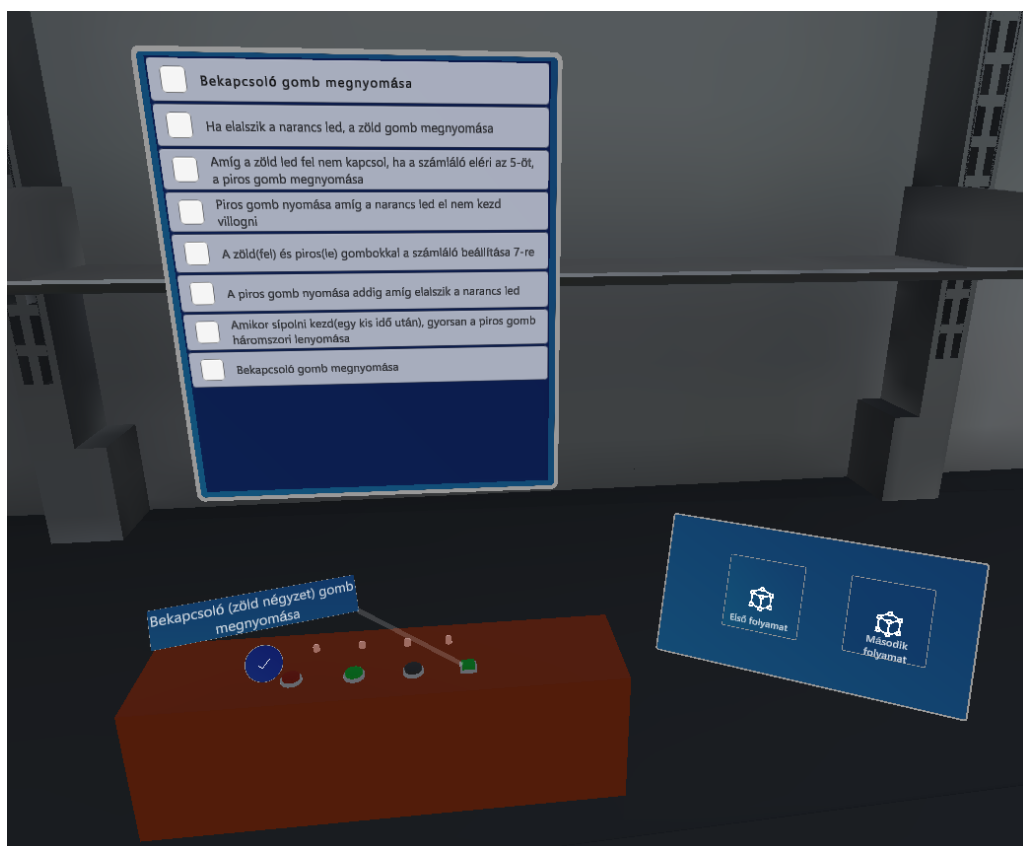 Bekapcsoló gomb megnyomása
Ha elalszik a narancs led, a zöld gomb megnyomása
Amíg a zöld led fel nem kapcsol, ha a számláló eléri az 5-öt,
a piros gomb megnyomása
Piros gomb nyomása amíg a narancs led el nem kezd
villogni
A zöld(fel) és piros(le) gombokkal a számláló beállítása 7-re
A piros gomb nyomása addig amíg elalszik a narancs led
Amikor sípolni kezd(egy kis idő után), gyorsan a piros gomb
háromszori lenyomása
Bekapcsoló gomb megnyomása
Bekapcsoló (zöld négyzet) gomb
megnyomása
Első folyamat
Második
folyamat